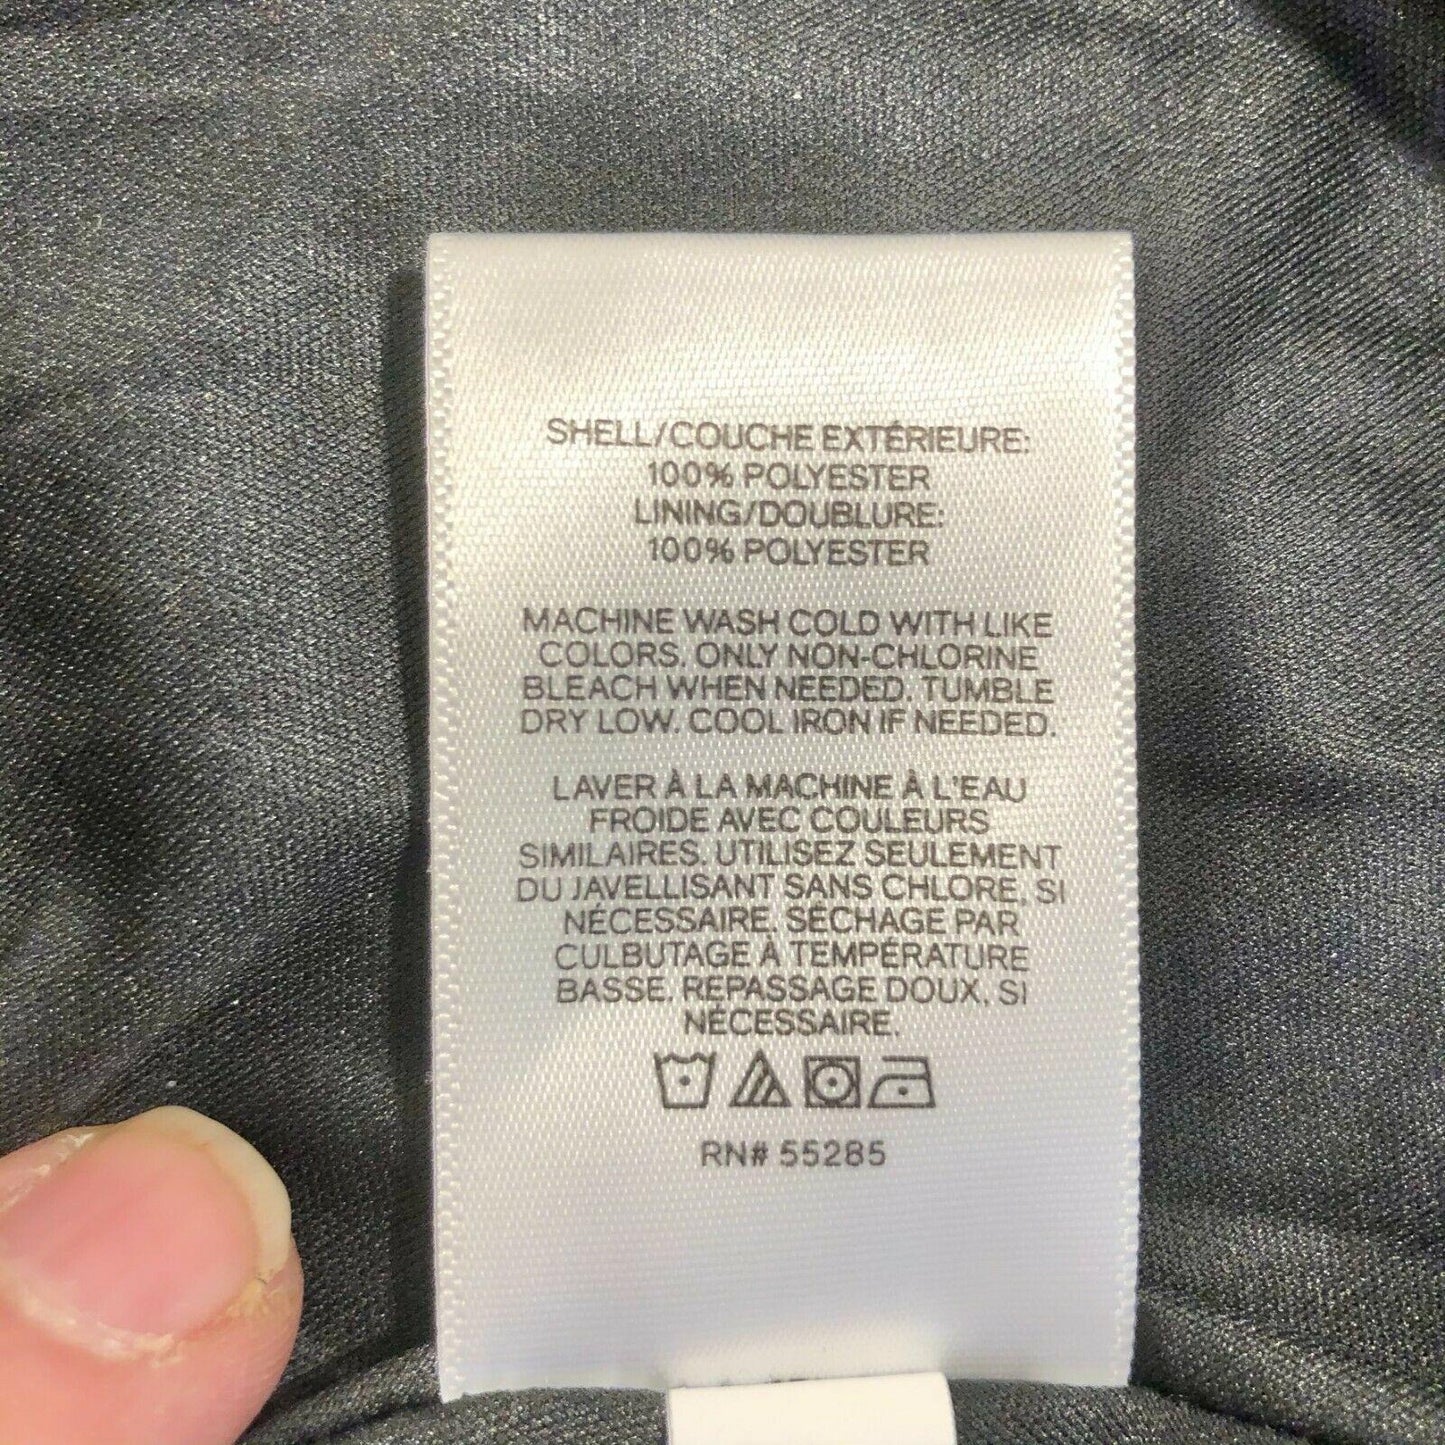 SHELL/COUCHE EXTÉRIEURE:
100% POLYESTER
LINING/DOUBLURE:
100% POLYESTER
MACHINE WASH COLD WITH LIKE
COLORS. ONLY NON-CHLORINE
BLEACH WHEN NEEDED. TUMBLE
DRY LOW. COOL IRON IF NEEDED.
LAVER À LA MACHINE À L'EAU
FROIDE AVEC COULEURS
SIMILAIRES. UTILISEZ SEULEMENT
DU JAVELLISANT SANS CHLORE, SI
NÉCESSAIRE. SÉCHAGE PAR
CULBUTAGE À TEMPÉRATURE
BASSE. REPASSAGE DOUX, SI
NÉCESSAIRE.
RN# 55285